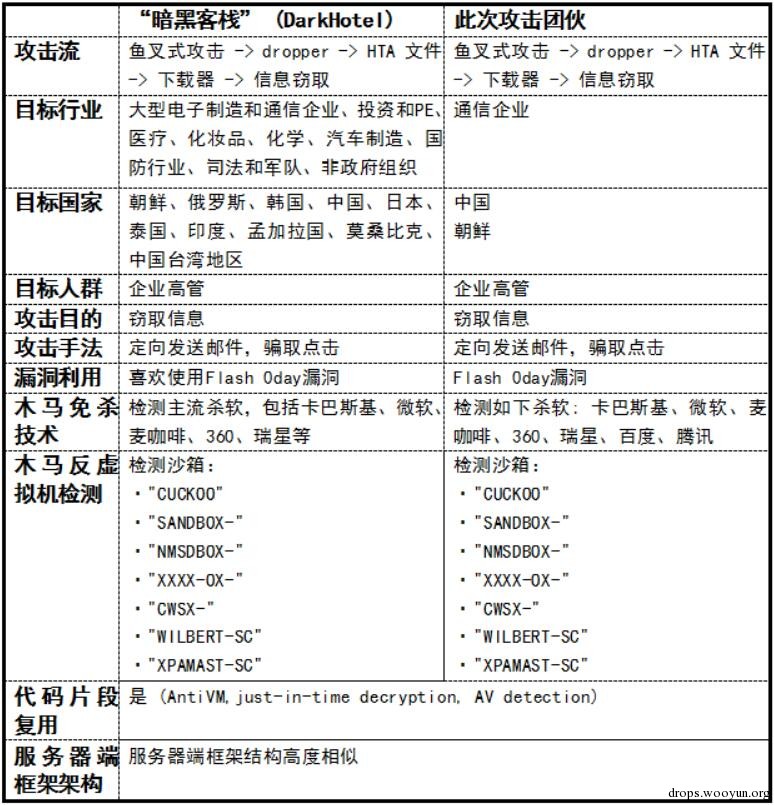 “暗黑客栈” (DarkHotel) 此次攻击团伙
攻击流 鱼叉式攻击 -> dropper -> HTA 文件 鱼叉式攻击 -> dropper -> HTA 文件
-> 下载器 -> 信息窃取 -> 下载器 -> 信息窃取
目标行业 大型电子制造和通信企业、投资和PE、 通信企业
医疗、化妆品、化学、汽车制造、国
防行业、司法和军队、非政府组织
目标国家 朝鲜、俄罗斯、韩国、中国、日本、 中国
泰国、印度、孟加拉国、莫桑比克、 朝鲜
中国台湾地区
目标人群 企业高管 企业高管
攻击目的 窃取信息 窃取信息
攻击手法 定向发送邮件，骗取点击 定向发送邮件，骗取点击
漏洞利用 喜欢使用Flash 0day漏洞 Flash 0day漏洞
木马免杀 检测主流杀软，包括卡巴斯基、微软、 检测如下杀软：卡巴斯基、微软、麦
技术 麦咖啡、360、瑞星等 咖啡、360、瑞星、百度、腾讯
木马反虚 检测沙箱： 检测沙箱：
拟机检测 ·"CUCKOO" ·"CUCKOO"
·"SANDBOX-" ·"SANDBOX-"
·"NMSDBOX-" ·"NMSDBOX-"
·"XXXX-OX-" ·"XXXX-OX-"
·"CWSX-" ·"CWSX-"
·"WILBERT-SC" ·"WILBERT-SC"
·"XPAMAST-SC" ·"XPAMAST-SC"
代码片段 是 (AntiVM,just-in-time decryption, AV detection)
复用
服务器端 服务器端框架结构高度相似
框架架构
drops.wooyun.org